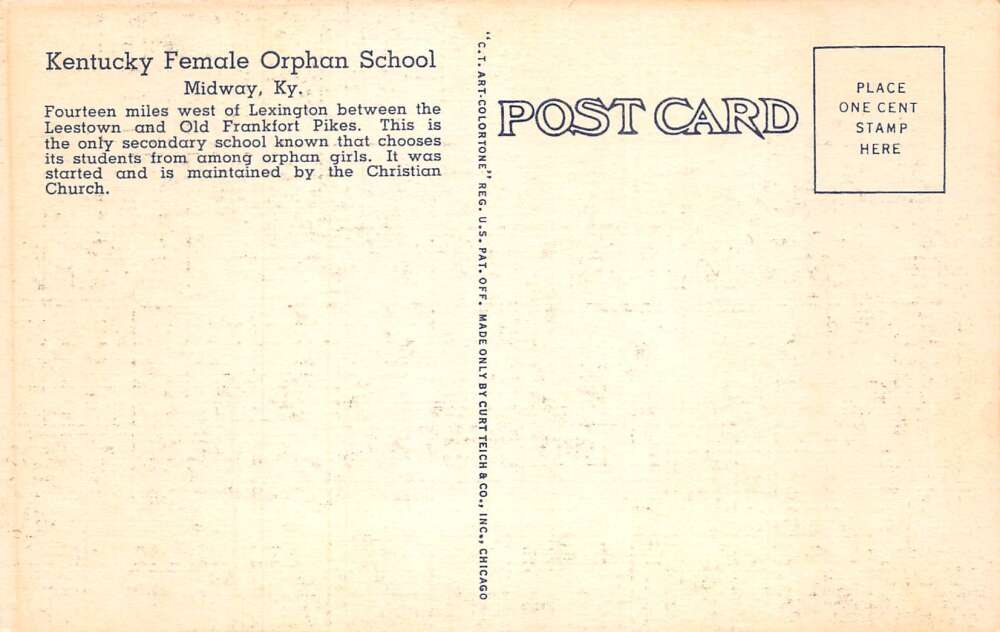 Kentucky Female Orphan School
Midway, Ky.
Fourteen miles west of Lexington between the
Leestown and Old Frankfort Pikes. This is
the only secondary school known that chooses
its students from among orphan girls. It was
started and is maintained by the Christian
Church.
"C.T. ART-COLORTONE" REG. U.S. PAT. OFF. MADE ONLY BY CURT TEICH & CO., INC., CHICAGO
POST CARD
PLACE
ONE CENT
STAMP
HERE